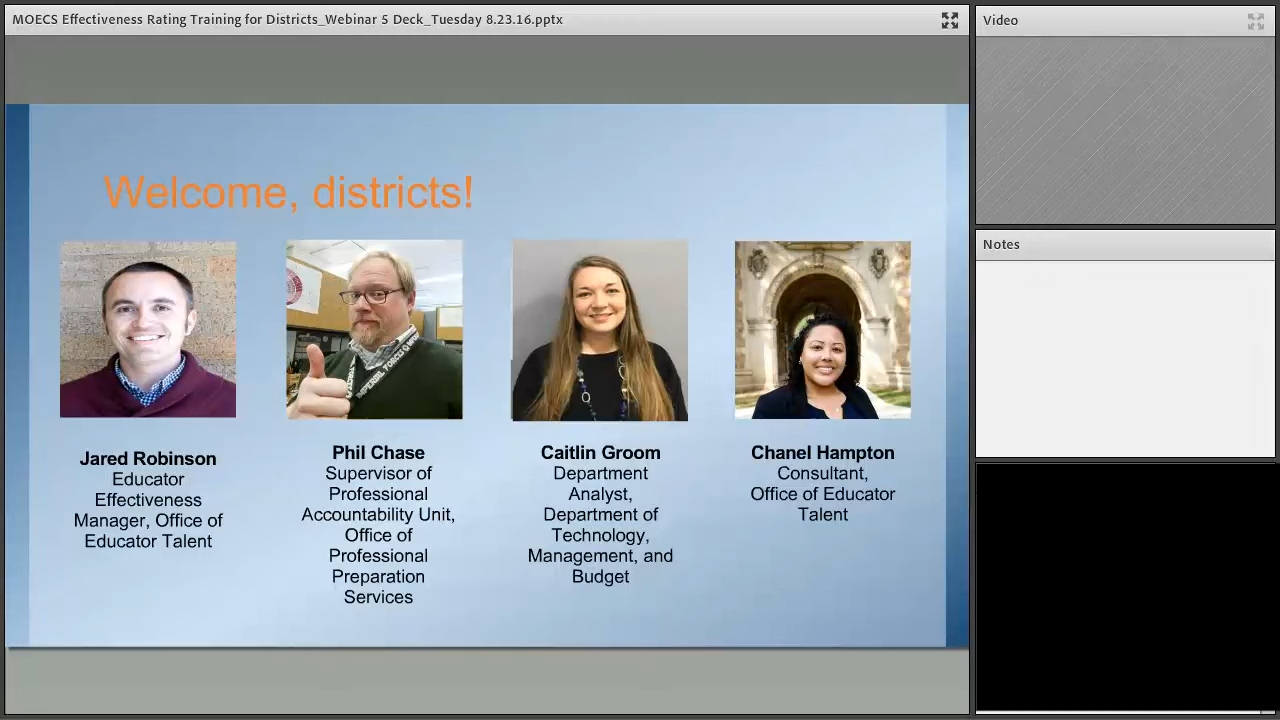 MOECS Effectiveness Rating Training for Districts_Webinar 5 Deck_Tuesday 8.23.16.pptx
Video
Notes
Welcome, districts!
Jared Robinson
Educator
Effectiveness
Manager, Office of
Educator Talent
Phil Chase
Supervisor of
Professional
Accountability Unit,
Office of
Professional
Preparation
Services
Caitlin Groom
Department
Analyst,
Department of
Technology,
Management, and
Budget
Chanel Hampton
Consultant,
Office of Educator
Talent